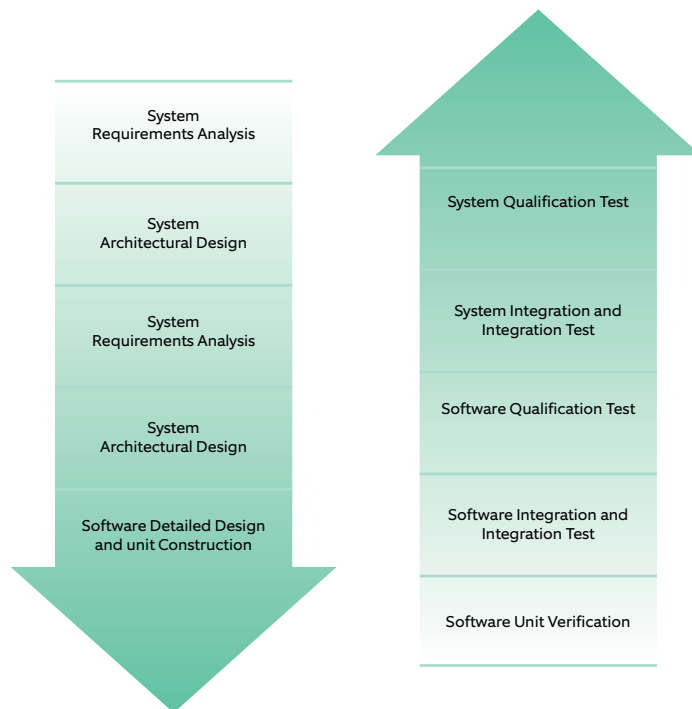 System
Requirements Analysis
System
Architectural Design
System
Requirements Analysis
System
Architectural Design
Software Detailed Design
and unit Construction
System Qualification Test
System Integration and
Integration Test
Software Qualification Test
Software Integration and
Integration Test
Software Unit Verification